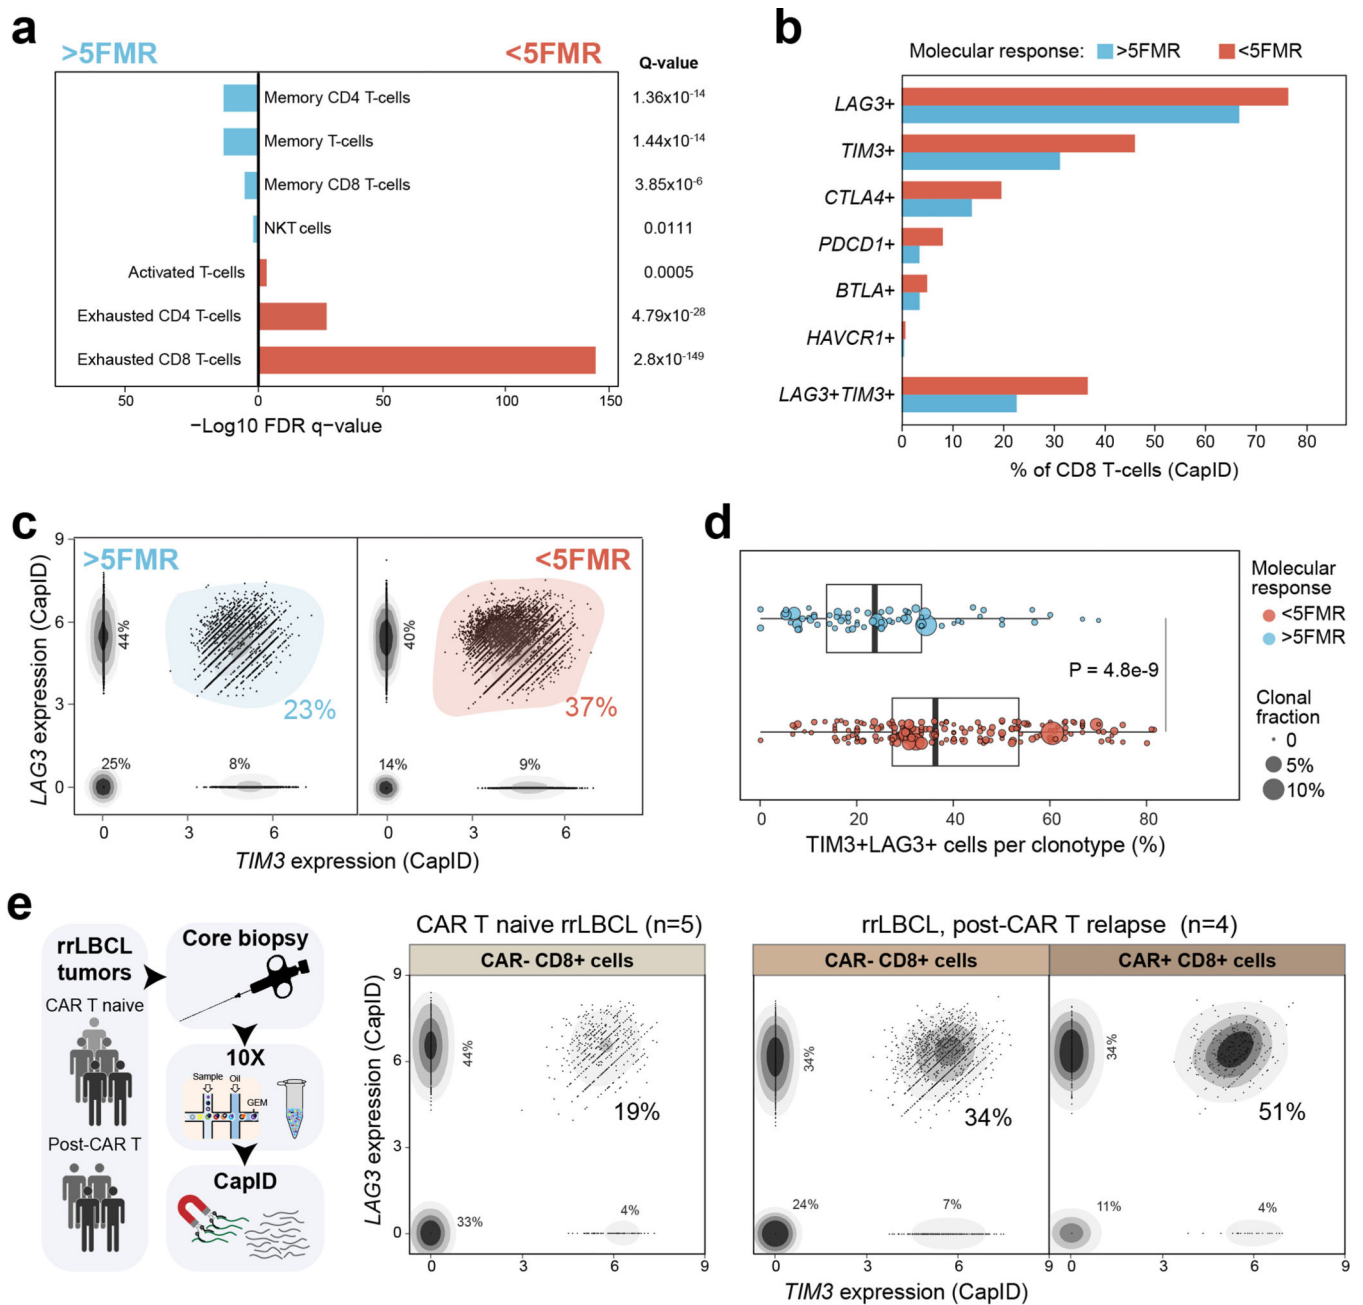 a
>5FMR
<5FMR
Q-value
Memory CD4 T-cells
1.36x10-14
Memory T-cells
1.44x10-14
Memory CD8 T-cells
3.85x10-6
NKT cells
0.0111
Activated T-cells
0.0005
Exhausted CD4 T-cells
4.79x10-28
Exhausted CD8 T-cells
2.8x10-149
50 0 50 100 150
−Log10 FDR q−value
b
Molecular response: >5FMR <5FMR
LAG3+
TIM3+
CTLA4+
PDCD1+
BTLA+
HAVCR1+
LAG3+TIM3+
0 10 20 30 40 50 60 70 80
% of CD8 T-cells (CapID)
c
>5FMR
<5FMR
LAG3 expression (CapID)
9
6
3
0
44%
23%
25%
8%
40%
37%
14%
9%
0 3 6 0 3 6
TIM3 expression (CapID)
d
P = 4.8e-9
0 20 40 60 80
TIM3+LAG3+ cells per clonotype (%)
Molecular
response
<5FMR
>5FMR
Clonal
fraction
0
5%
10%
e
rrLBCL
tumors
CAR T naive
Post-CAR T
Core biopsy
10X
Sample Oil
GEM
CapID
CAR T naive rrLBCL (n=5)
CAR- CD8+ cells
LAG3 expression (CapID)
9
6
3
0
44%
19%
33%
4%
0 3 6 9
rrLBCL, post-CAR T relapse (n=4)
CAR- CD8+ cells
CAR+ CD8+ cells
34%
34%
24%
7%
34%
51%
11%
4%
0 3 6 0 3 6 9
TIM3 expression (CapID)